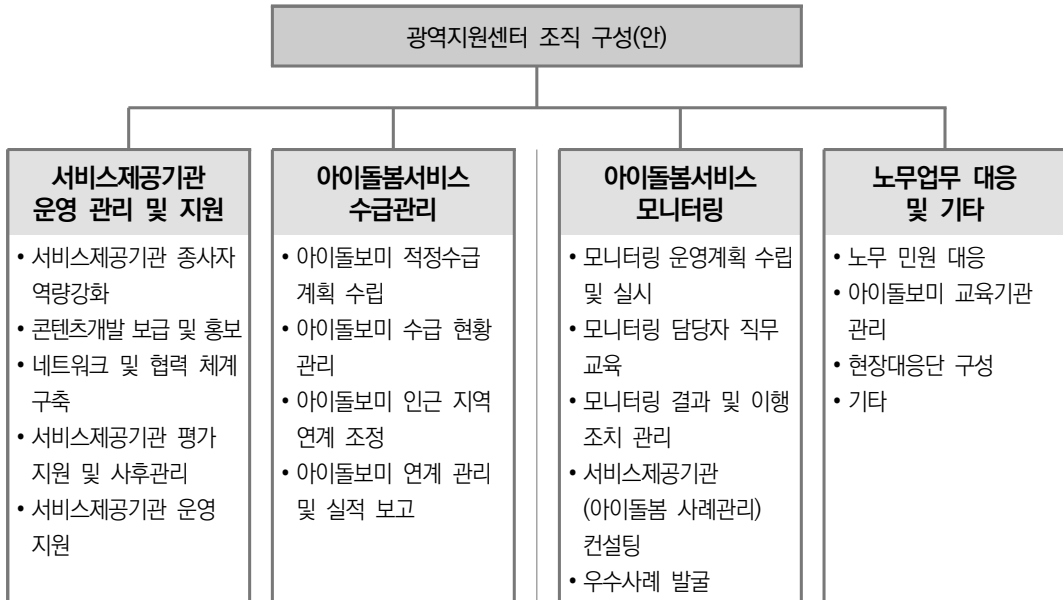 광역지원센터 조직 구성(안)
서비스제공기관
운영 관리 및 지원
• 서비스제공기관 종사자
역량강화
• 콘텐츠개발 보급 및 홍보
• 네트워크 및 협력 체계
구축
• 서비스제공기관 평가
지원 및 사후관리
• 서비스제공기관 운영
지원
아이돌봄서비스
수급관리
• 아이돌보미 적정수급
계획 수립
• 아이돌보미 수급 현황
관리
• 아이돌보미 인근 지역
연계 조정
• 아이돌보미 연계 관리
및 실적 보고
아이돌봄서비스
모니터링
• 모니터링 운영계획 수립
및 실시
• 모니터링 담당자 직무
교육
• 모니터링 결과 및 이행
조치 관리
• 서비스제공기관
(아이돌봄 사례관리)
컨설팅
• 우수사례 발굴
노무업무 대응
및 기타
• 노무 민원 대응
• 아이돌보미 교육기관
관리
• 현장대응단 구성
• 기타